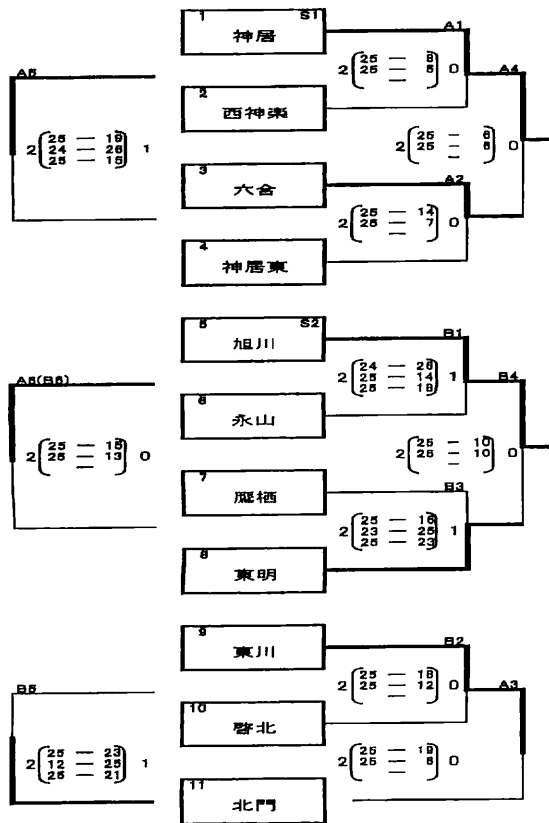 1 S1
神居
A1
2 25 — 8 0
25 — 5
—
A5
A4
2
西神楽
2 25 — 19 1
24 — 26
25 — 15
2 25 — 6 0
25 — 6
—
3
六合
A2
2 25 — 14 0
25 — 7
—
4
神居東
5 S2
旭川
B1
2 24 — 26 1
25 — 14
25 — 18
A6(B6)
B4
6
永山
2 25 — 15 0
25 — 13
—
2 25 — 10 0
25 — 10
—
7
鷹栖
B3
2 25 — 16 1
23 — 25
25 — 23
8
東明
9
東川
B2
2 25 — 18 0
25 — 12
—
B5
A3
10
啓北
2 25 — 23 1
12 — 25
25 — 21
2 25 — 19 0
25 — 8
—
11
北門